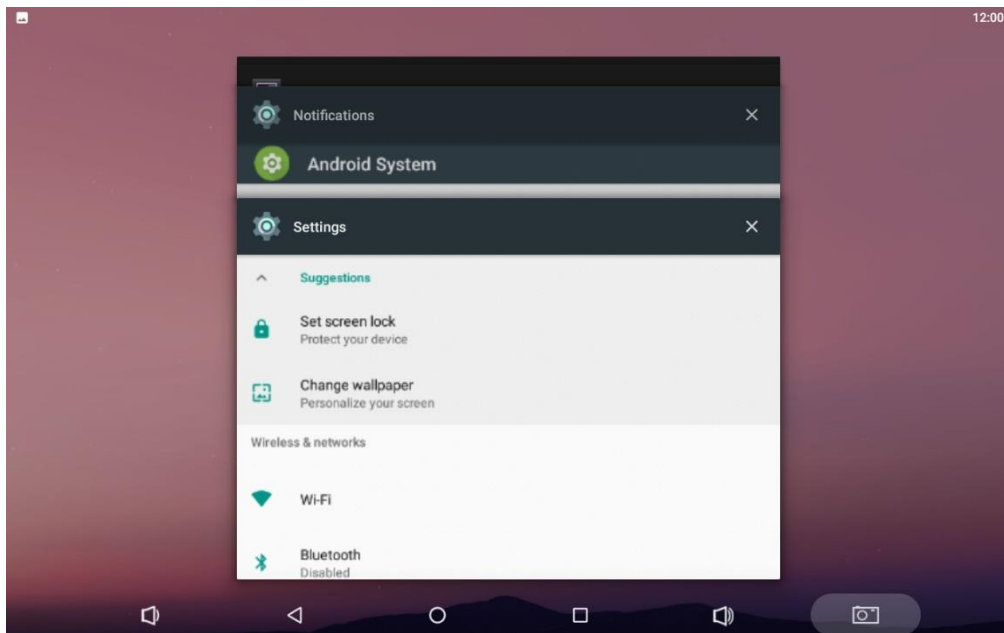 12:00
Notifications
Android System
Settings
Suggestions
Set screen lock
Protect your device
Change wallpaper
Personalize your screen
Wireless & networks
Wi-Fi
Bluetooth
Disabled